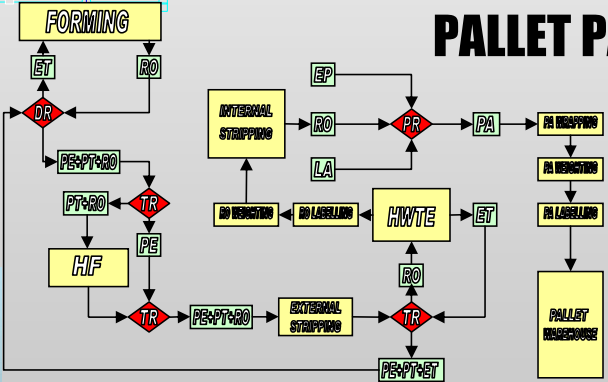 FORMING
PALLET PA
ET
RO
EP
DR
INTERNAL
STRIPPING
RO
PR
PA
PA WRAPPING
PE+PT+RO
LA
PA WEIGHTING
PT+RO
TR
RO WEIGHTING
RO LABELLING
HWTE
ET
PA LABELLING
PE
HF
RO
TR
PE+PT+RO
EXTERNAL
STRIPPING
TR
PALLET
WAREHOUSE
PE+PT+ET